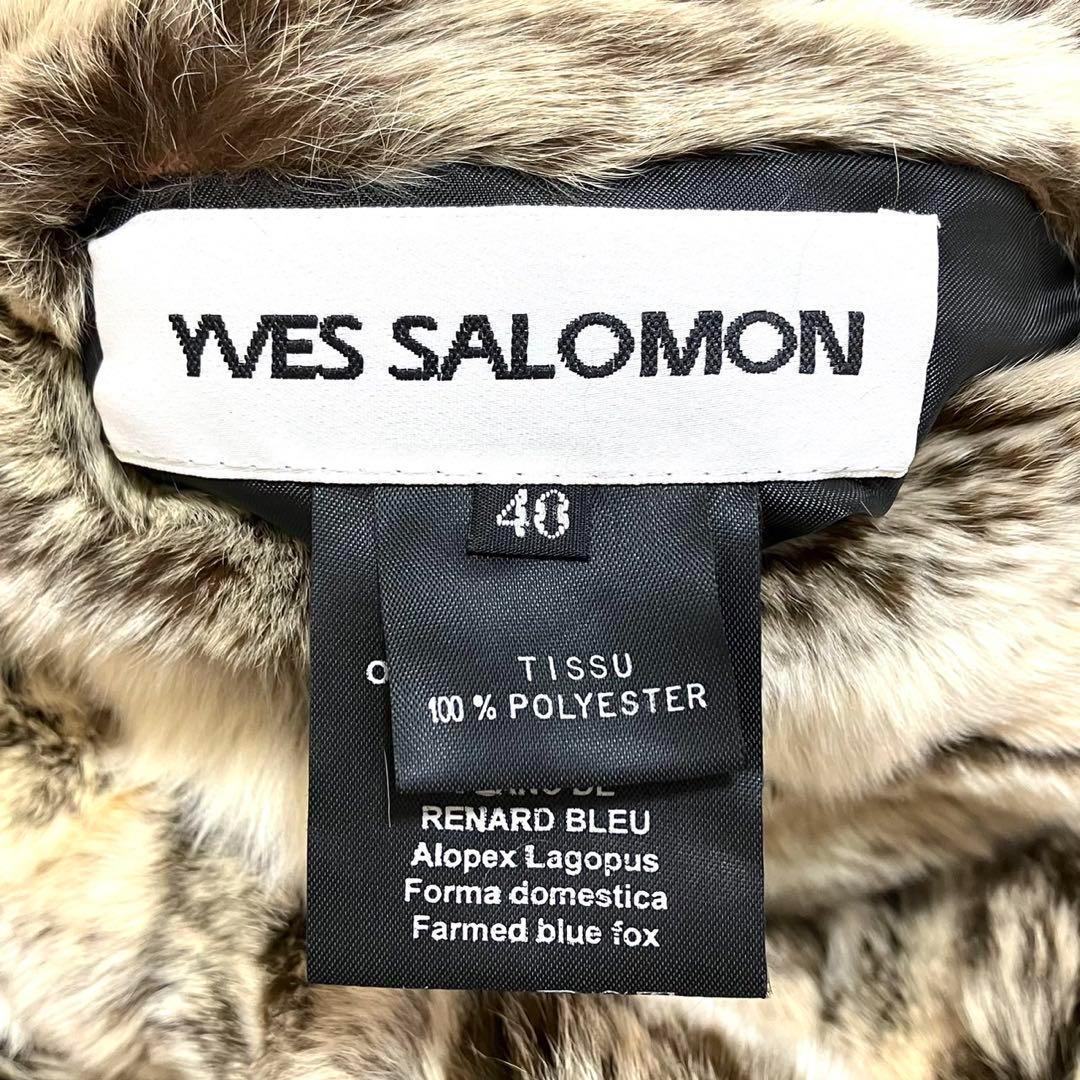 YVES SALOMON
40
TISSU
100 % POLYESTER
RENARD BLEU
Alopex Lagopus
Forma domestica
Farmed blue fox